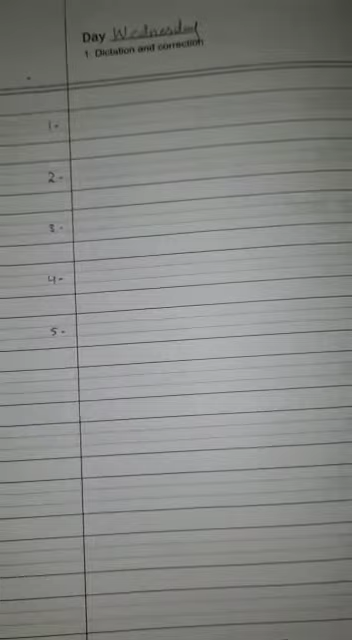 Day Wednesday
1. Dictation and correction
1-
2-
3-
4-
5-